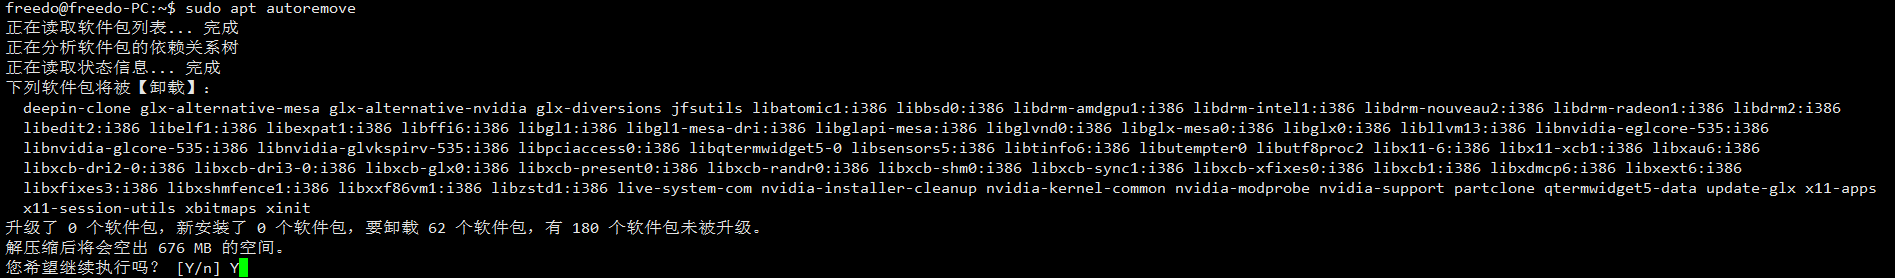 freedo@freedo-PC:~$ sudo apt autoremove
正在读取软件包列表... 完成
正在分析软件包的依赖关系树
正在读取状态信息... 完成
下列软件包将被【卸载】:
deepin-clone glx-alternative-mesa glx-alternative-nvidia glx-diversions jfsutils libatomic1:i386 libbsd0:i386 libdrm-amdgpu1:i386 libdrm-intel1:i386 libdrm-nouveau2:i386 libdrm-radeon1:i386 libdrm2:i386
libedit2:i386 libelf1:i386 libexpat1:i386 libffi6:i386 libgl1:i386 libgl1-mesa-dri:i386 libglapi-mesa:i386 libglvnd0:i386 libglx-mesa0:i386 libglx0:i386 libllvm13:i386 libnvidia-eglcore-535:i386
libnvidia-glcore-535:i386 libnvidia-glvkspirv-535:i386 libpciaccess0:i386 libqtermwidget5-0 libsensors5:i386 libtinfo6:i386 libutempter0 libutf8proc2 libx11-6:i386 libx11-xcb1:i386 libxau6:i386
libxcb-dri2-0:i386 libxcb-dri3-0:i386 libxcb-glx0:i386 libxcb-present0:i386 libxcb-randr0:i386 libxcb-shm0:i386 libxcb-sync1:i386 libxcb-xfixes0:i386 libxcb1:i386 libxdmcp6:i386 libxext6:i386
libxfixes3:i386 libxshmfence1:i386 libxxf86vm1:i386 libzstd1:i386 live-system-com nvidia-installer-cleanup nvidia-kernel-common nvidia-modprobe nvidia-support partclone qtermwidget5-data update-glx x11-apps
x11-session-utils xbitmaps xinit
升级了 0 个软件包，新安装了 0 个软件包，要卸载 62 个软件包，有 180 个软件包未被升级。
解压缩后将会空出 676 MB 的空间。
您希望继续执行吗？ [Y/n] Y